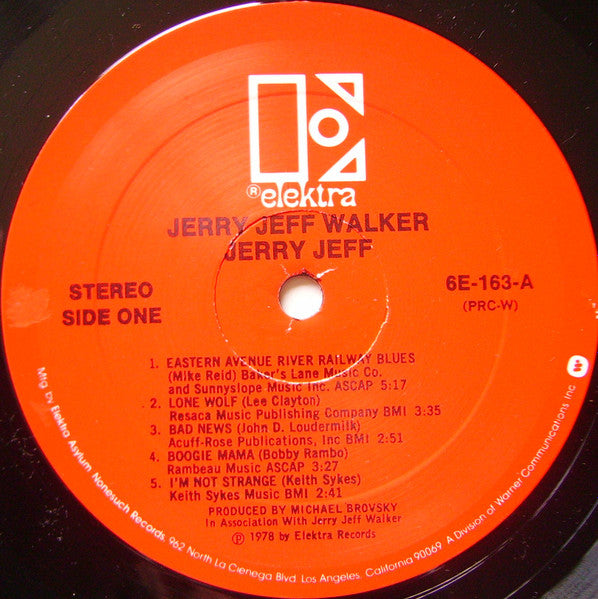 ® elektra
JERRY JEFF WALKER
JERRY JEFF
STEREO
SIDE ONE
6E-163-A
(PRC-W)
1. EASTERN AVENUE RIVER RAILWAY BLUES
(Mike Reid) Baker's Lane Music Co.
and Sunnyslope Music Inc. ASCAP 5:17
2. LONE WOLF (Lee Clayton)
Resaca Music Publishing Company BMI 3:35
3. BAD NEWS (John D. Loudermilk)
Acuff-Rose Publications, Inc BMI 2:51
4. BOOGIE MAMA (Bobby Rambo)
Rambeau Music ASCAP 3:27
5. I'M NOT STRANGE (Keith Sykes)
Keith Sykes Music BMI 2:41
PRODUCED BY MICHAEL BROVSKY
In Association With Jerry Jeff Walker
℗ 1978 by Elektra Records
Mfg by Elektra Asylum Nonesuch Records, 962 North La Cienega Blvd. Los Angeles, California 90069 A Division of Warner Communications Inc